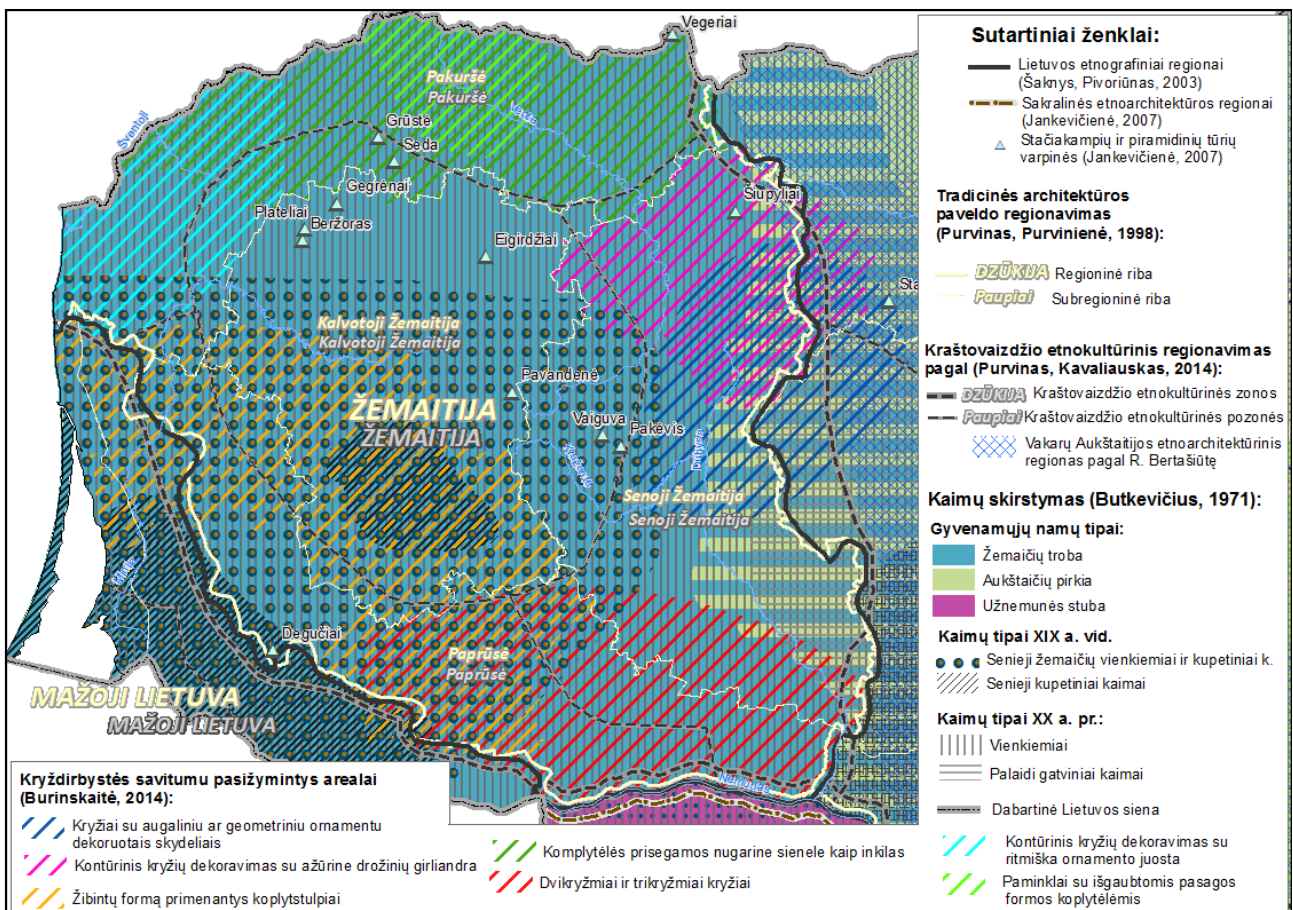 Vegeriai
Pakuršė
Pakuršė
Šventoji
Grūstė
Seda
Gegrėnai
Plateliai
Beržoras
Eigirdžiai
Šiupyliai
Sta
Kalvotoji Žemaitija
Kalvotoji Žemaitija
Pavandenė
ŽEMAITIJA
ŽEMAITIJA
Vaiguva
Pakėvis
Dubysa
Senoji Žemaitija
Senoji Žemaitija
Degučiai
Paprūsė
Paprūsė
MAŽOJI LIETUVA
MAŽOJI LIETUVA
Nemunas
Sutartiniai ženklai:
Lietuvos etnografiniai regionai
(Šaknys, Pivoriūnas, 2003)
Sakralinės etnoarchitektūros regionai
(Jankevičienė, 2007)
Stačiakampių ir piramidinių tūrių
varpinės (Jankevičienė, 2007)
Tradicinės architektūros
paveldo regionavimas
(Purvinas, Purvinienė, 1998):
DZŪKIJA Regioninė riba
Paupiai Subregioninė riba
Kraštovaizdžio etnokultūrinis regionavimas
pagal (Purvinas, Kavaliauskas, 2014):
DZŪKIJA Kraštovaizdžio etnokultūrinės zonos
Paupiai Kraštovaizdžio etnokultūrinės pozonės
Vakarų Aukštaitijos etnoarchitektūrinis
regionas pagal R. Bertašiūtę
Kaimų skirstymas (Butkevičius, 1971):
Gyvenamųjų namų tipai:
Žemaičių troba
Aukštaičių pirkia
Užnemunės stuba
Kaimų tipai XIX a. vid.
Senieji žemaičių vienkiemiai ir kupetiniai k.
Senieji kupetiniai kaimai
Kaimų tipai XX a. pr.:
Vienkiemiai
Palaidi gatviniai kaimai
Dabartinė Lietuvos siena
Kontūrinis kryžių dekoravimas su
ritmiška ornamento juosta
Paminklai su išgaubtomis pasagos
formos koplytėlėmis
Kryždirbystės savitumu pasižymintys arealai
(Burinskaitė, 2014):
Kryžiai su augaliniu ar geometriniu ornamentu
dekoruotais skydeliais
Kontūrinis kryžių dekoravimas su ažūrine drožinių girliandra
Žibintų formą primenantys koplytstulpiai
Komplytėlės prisegamos nugarine sienele kaip inkilas
Dvikryžmiai ir trikryžmiai kryžiai